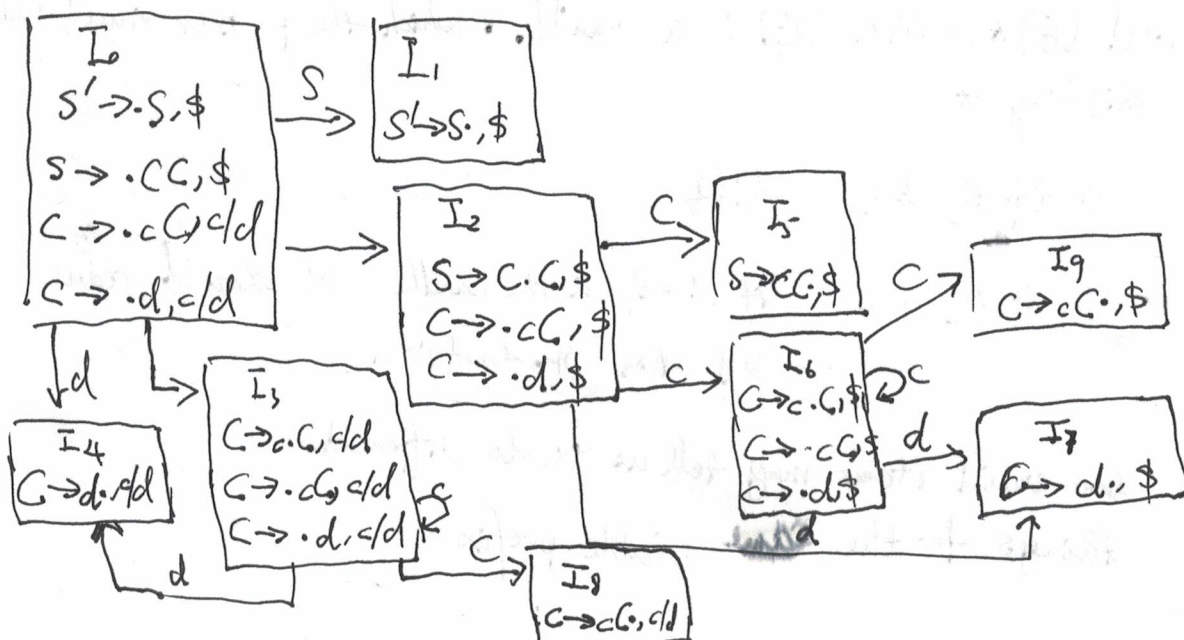 I0
S' → .S, $
S → .CC, $
C → .cC, c/d
C → .d, c/d
S
I1
S' → S., $
I2
S → C.C, $
C → .cC, $
C → .d, $
C
I5
S → CC., $
C
I9
C → cC., $
c
I6
C → c.C, $
C → .cC, $
C → .d, $
c
d
I7
C → d., $
d
d
I4
C → d., c/d
I3
C → c.C, c/d
C → .cC, c/d
C → .d, c/d
c
d
C
I8
C → cC., c/d